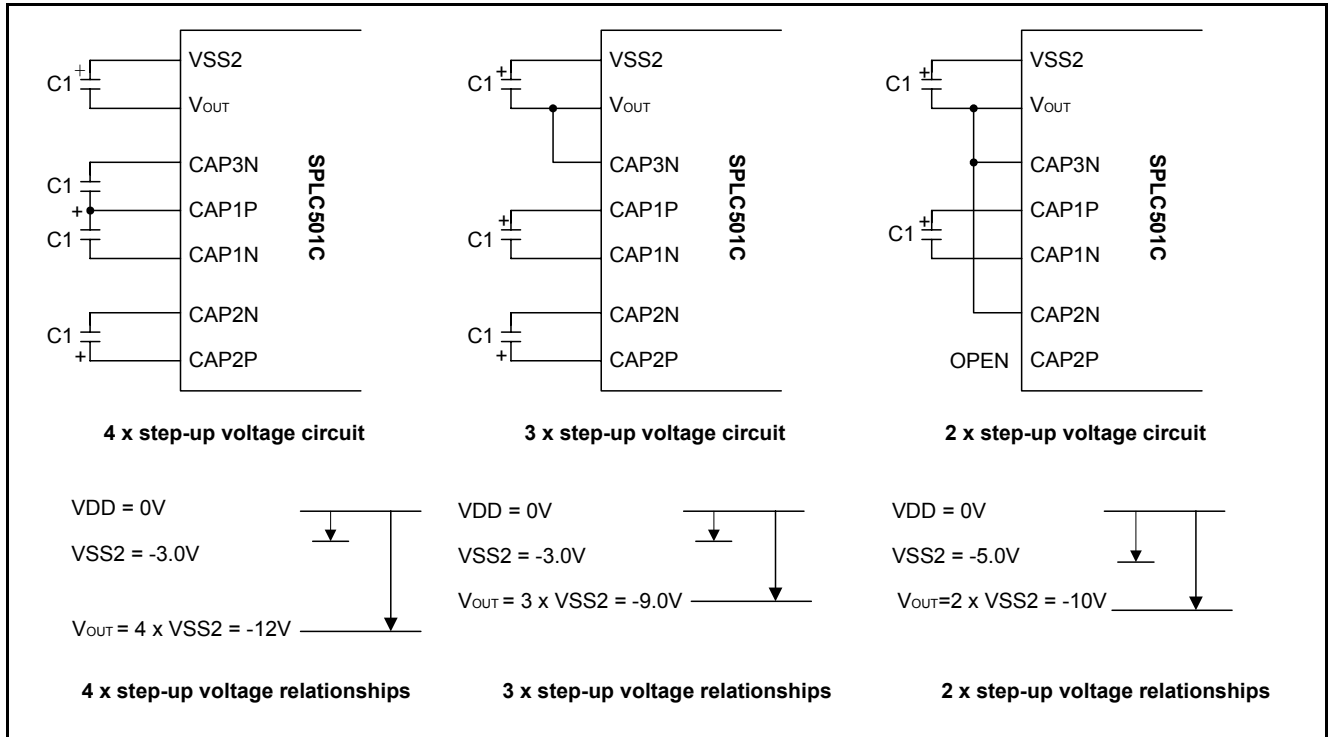 VSS2
C1
+
VOUT
CAP3N
C1
+
CAP1P
C1
CAP1N
CAP2N
C1
+
CAP2P
SPLC501C
4 x step-up voltage circuit
VSS2
C1
+
VOUT
CAP3N
CAP1P
C1
+
CAP1N
CAP2N
C1
+
CAP2P
SPLC501C
3 x step-up voltage circuit
VSS2
C1
+
VOUT
CAP3N
CAP1P
C1
+
CAP1N
CAP2N
OPEN
CAP2P
SPLC501C
2 x step-up voltage circuit
VDD = 0V
VSS2 = -3.0V
VOUT = 4 x VSS2 = -12V
4 x step-up voltage relationships
VDD = 0V
VSS2 = -3.0V
VOUT = 3 x VSS2 = -9.0V
3 x step-up voltage relationships
VDD = 0V
VSS2 = -5.0V
VOUT=2 x VSS2 = -10V
2 x step-up voltage relationships